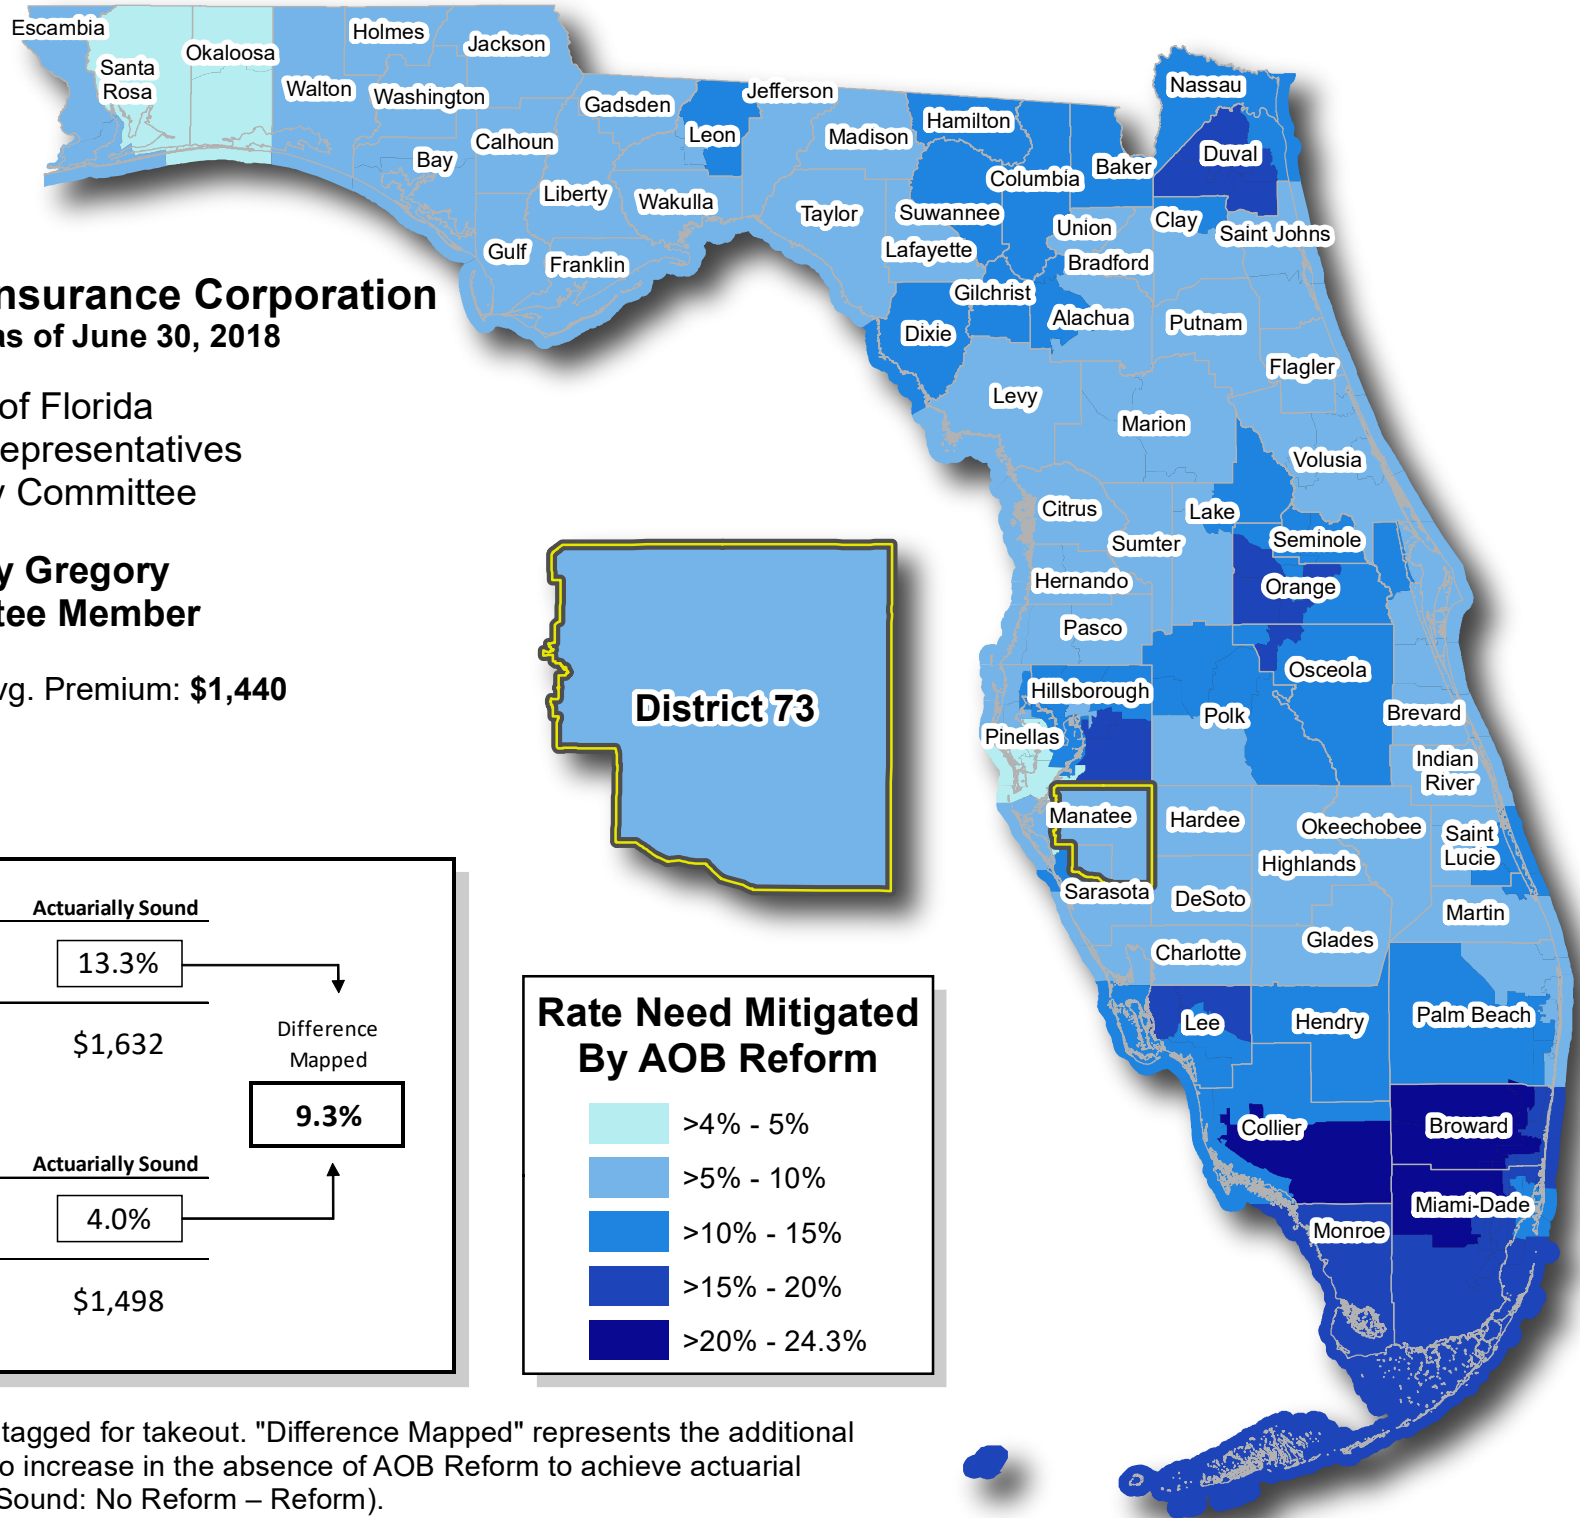 Escambia
Santa
Rosa
Okaloosa
Holmes
Jackson
Walton
Washington
Bay
Calhoun
Gadsden
Liberty
Gulf
Franklin
Leon
Wakulla
Jefferson
Madison
Taylor
Hamilton
Suwannee
Lafayette
Columbia
Baker
Nassau
Duval
Union
Clay
Saint Johns
Bradford
Gilchrist
Dixie
Alachua
Putnam
Flagler
Levy
Marion
Volusia
Citrus
Lake
Sumter
Seminole
Hernando
Orange
Pasco
Osceola
Hillsborough
Polk
Brevard
Pinellas
Indian
River
Manatee
Hardee
Okeechobee
Saint
Lucie
Highlands
Sarasota
DeSoto
Martin
Charlotte
Glades
Lee
Hendry
Palm Beach
Collier
Broward
Miami-Dade
Monroe
nsurance Corporation
as of June 30, 2018
of Florida
epresentatives
y Committee
y Gregory
tee Member
vg. Premium: $1,440
District 73
Actuarially Sound
13.3%
$1,632
Difference
Mapped
9.3%
Actuarially Sound
4.0%
$1,498
Rate Need Mitigated
By AOB Reform
>4% - 5%
>5% - 10%
>10% - 15%
>15% - 20%
>20% - 24.3%
tagged for takeout. "Difference Mapped" represents the additional
o increase in the absence of AOB Reform to achieve actuarial
Sound: No Reform – Reform).